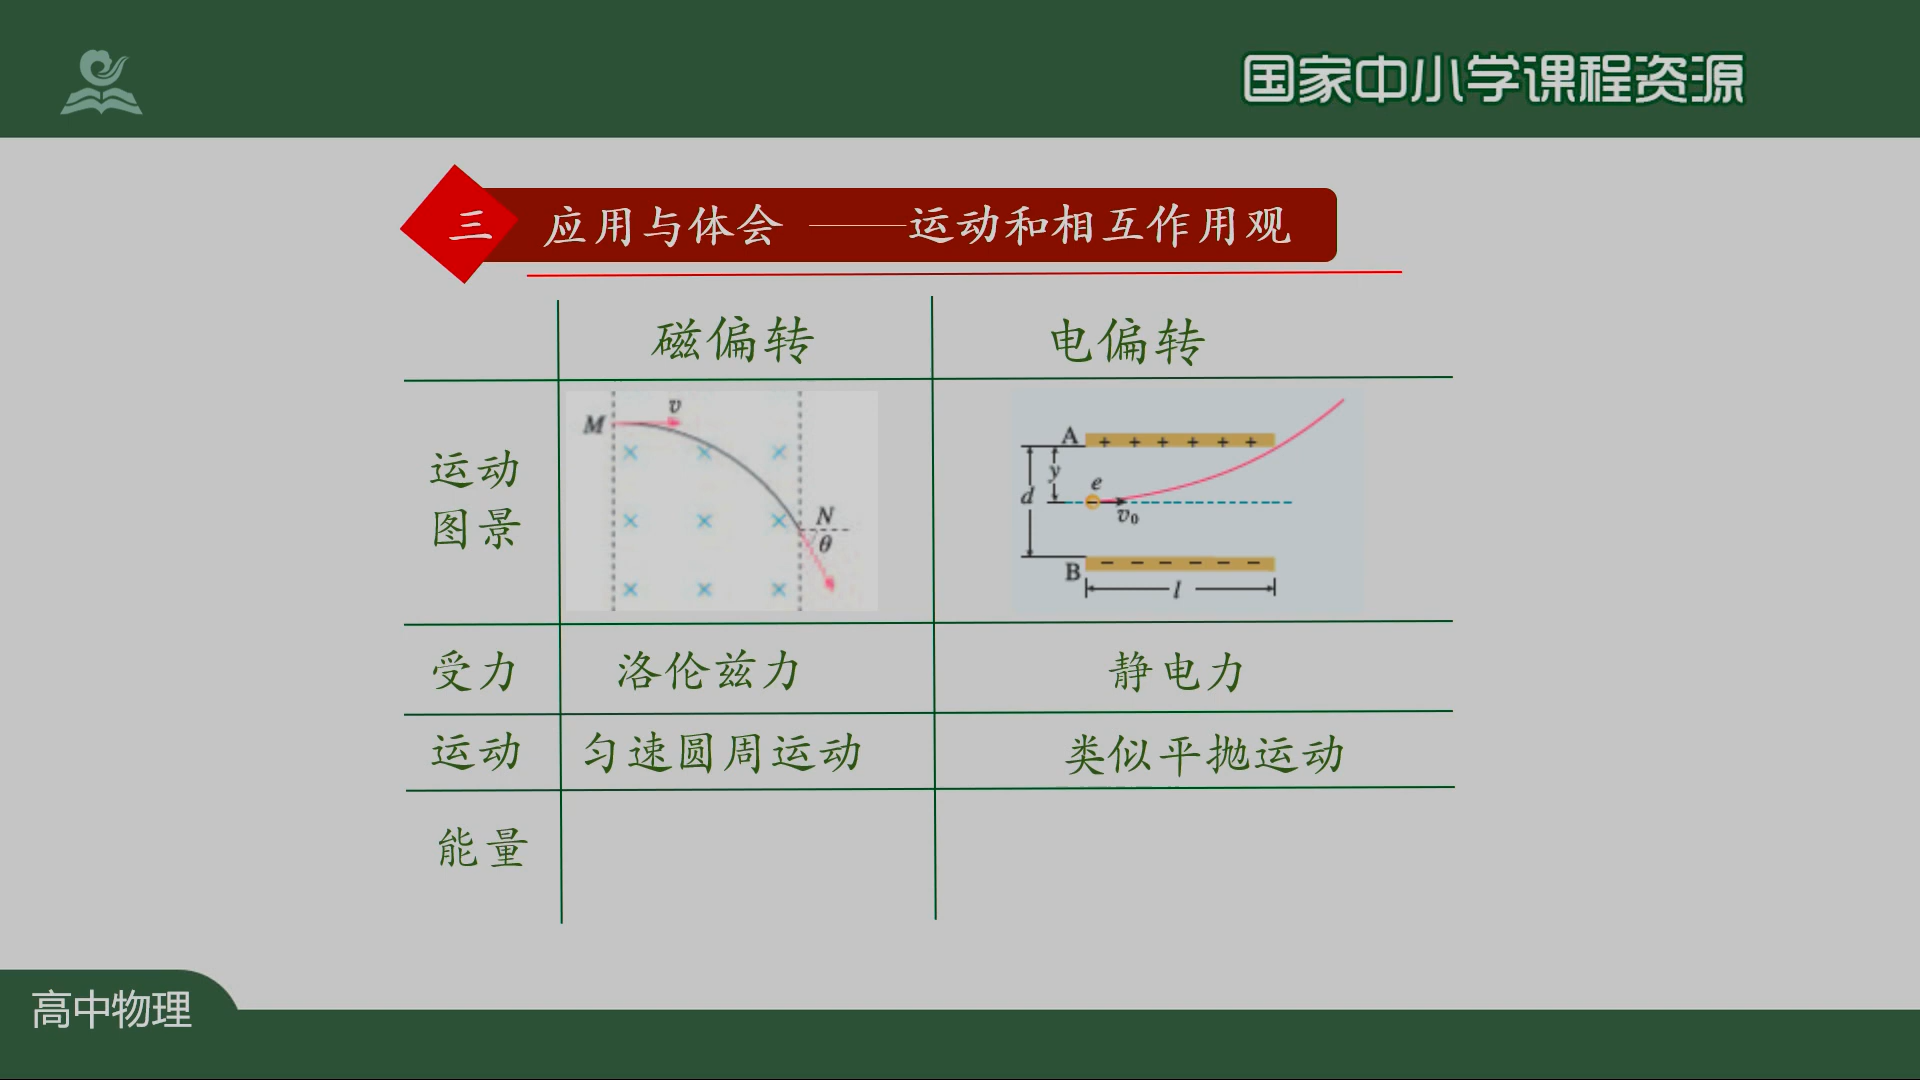 国家中小学课程资源
三 应用与体会 ——运动和相互作用观
磁偏转 电偏转
运动
图景
M v N θ
A + + + + + +
d y e v₀
B − − − − − −
l
受力 洛伦兹力 静电力
运动 匀速圆周运动 类似平抛运动
能量
高中物理